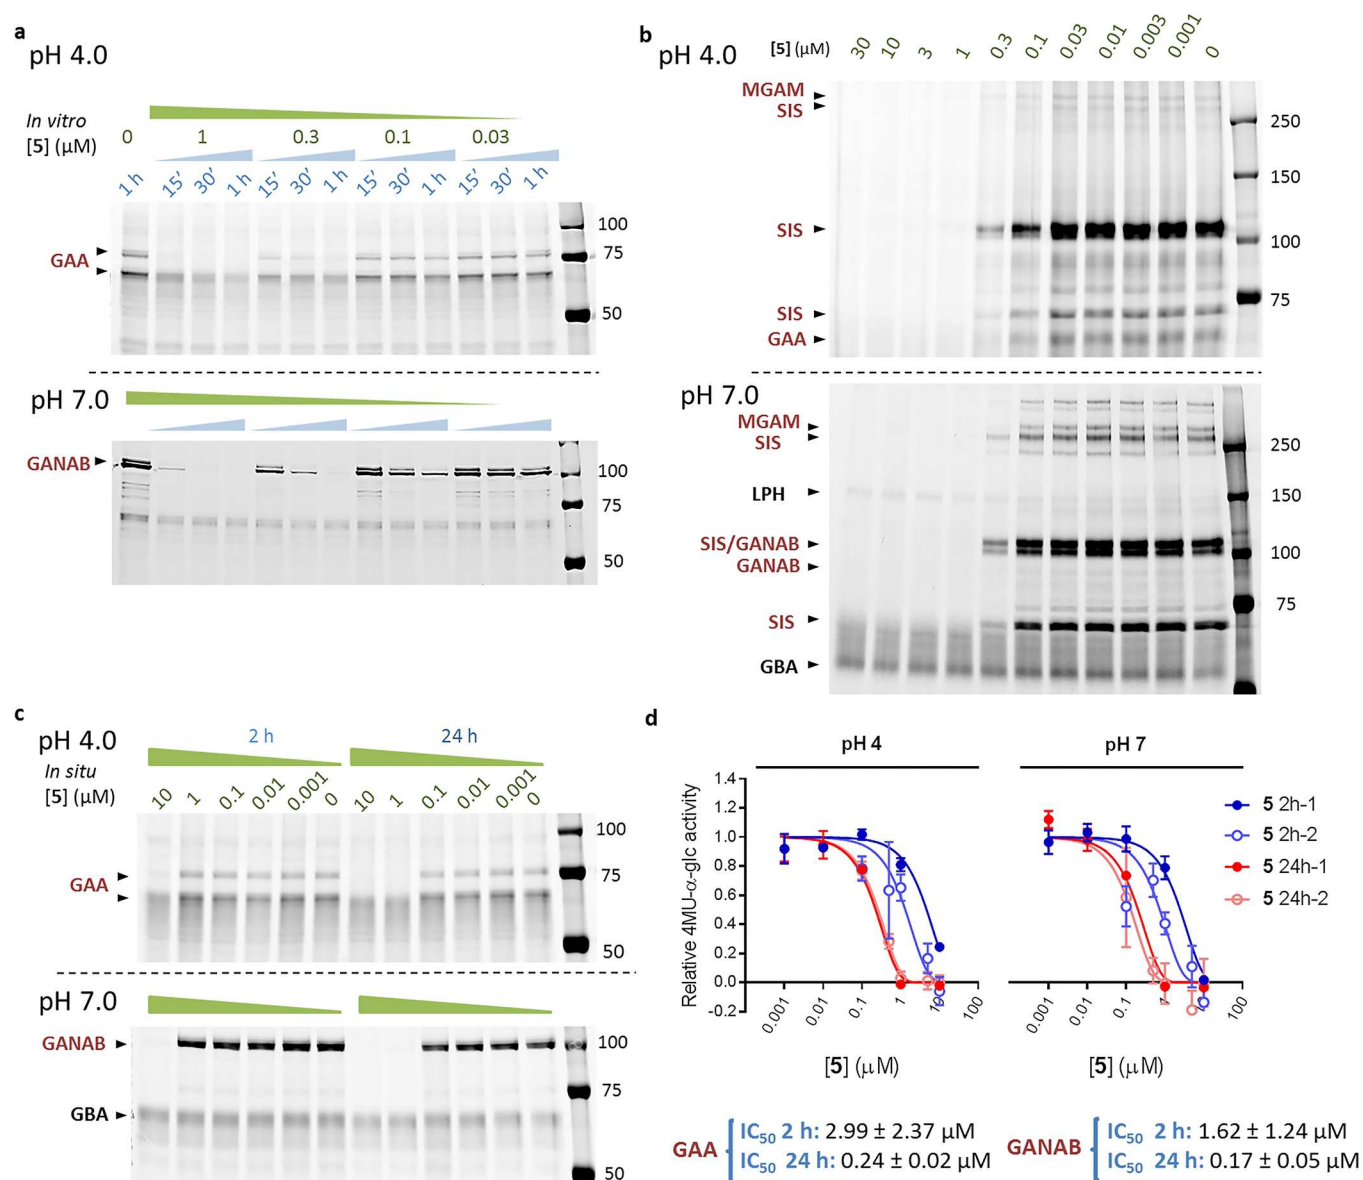 a
pH 4.0
In vitro
[5] (µM)
0 1 0.3 0.1 0.03
1 h 15' 30' 1 h 15' 30' 1 h 15' 30' 1 h 15' 30' 1 h
GAA
100
75
50
pH 7.0
GANAB
100
75
50
b
pH 4.0
[5] (µM) 30 10 3 1 0.3 0.1 0.03 0.01 0.003 0.001 0
MGAM
SIS
SIS
SIS
GAA
250
150
100
75
pH 7.0
MGAM
SIS
LPH
SIS/GANAB
GANAB
SIS
GBA
250
150
100
75
c
pH 4.0
2 h 24 h
In situ
[5] (µM)
10 1 0.1 0.01 0.001 0 10 1 0.1 0.01 0.001 0
GAA
100
75
50
pH 7.0
GANAB
GBA
100
75
50
d
pH 4 pH 7
Relative 4MU-α-glc activity
1.4
1.2
1.0
0.8
0.6
0.4
0.2
0.0
-0.2
0.001 0.01 0.1 1 10 100
0.001 0.01 0.1 1 10 100
[5] (µM) [5] (µM)
5 2h-1
5 2h-2
5 24h-1
5 24h-2
GAA
IC50 2 h: 2.99 ± 2.37 µM
IC50 24 h: 0.24 ± 0.02 µM
GANAB
IC50 2 h: 1.62 ± 1.24 µM
IC50 24 h: 0.17 ± 0.05 µM